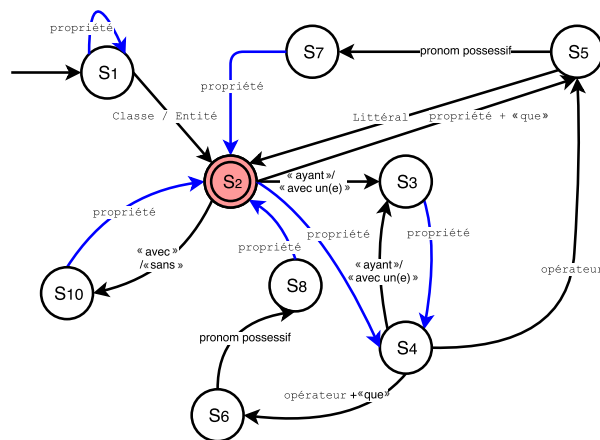 propriété
S1
S7
pronom possessif
S5
propriété
Classe / Entité
Littéral
propriété + «que»
S2
« ayant »/
« avec un(e) »
S3
propriété
propriété
propriété
propriété
« avec »
/« sans »
« ayant »/
« avec un(e) »
opérateur
S10
S8
pronom possessif
S4
opérateur + «que»
S6